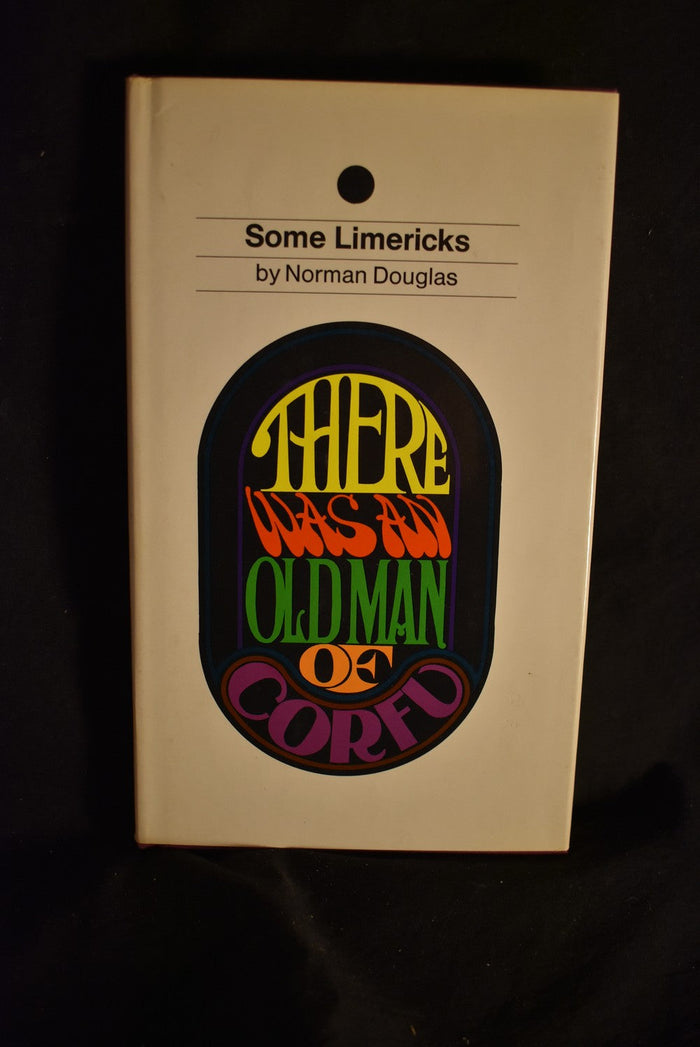 Some Limericks
by Norman Douglas
THERE
WAS AN
OLD MAN
OF
CORFU